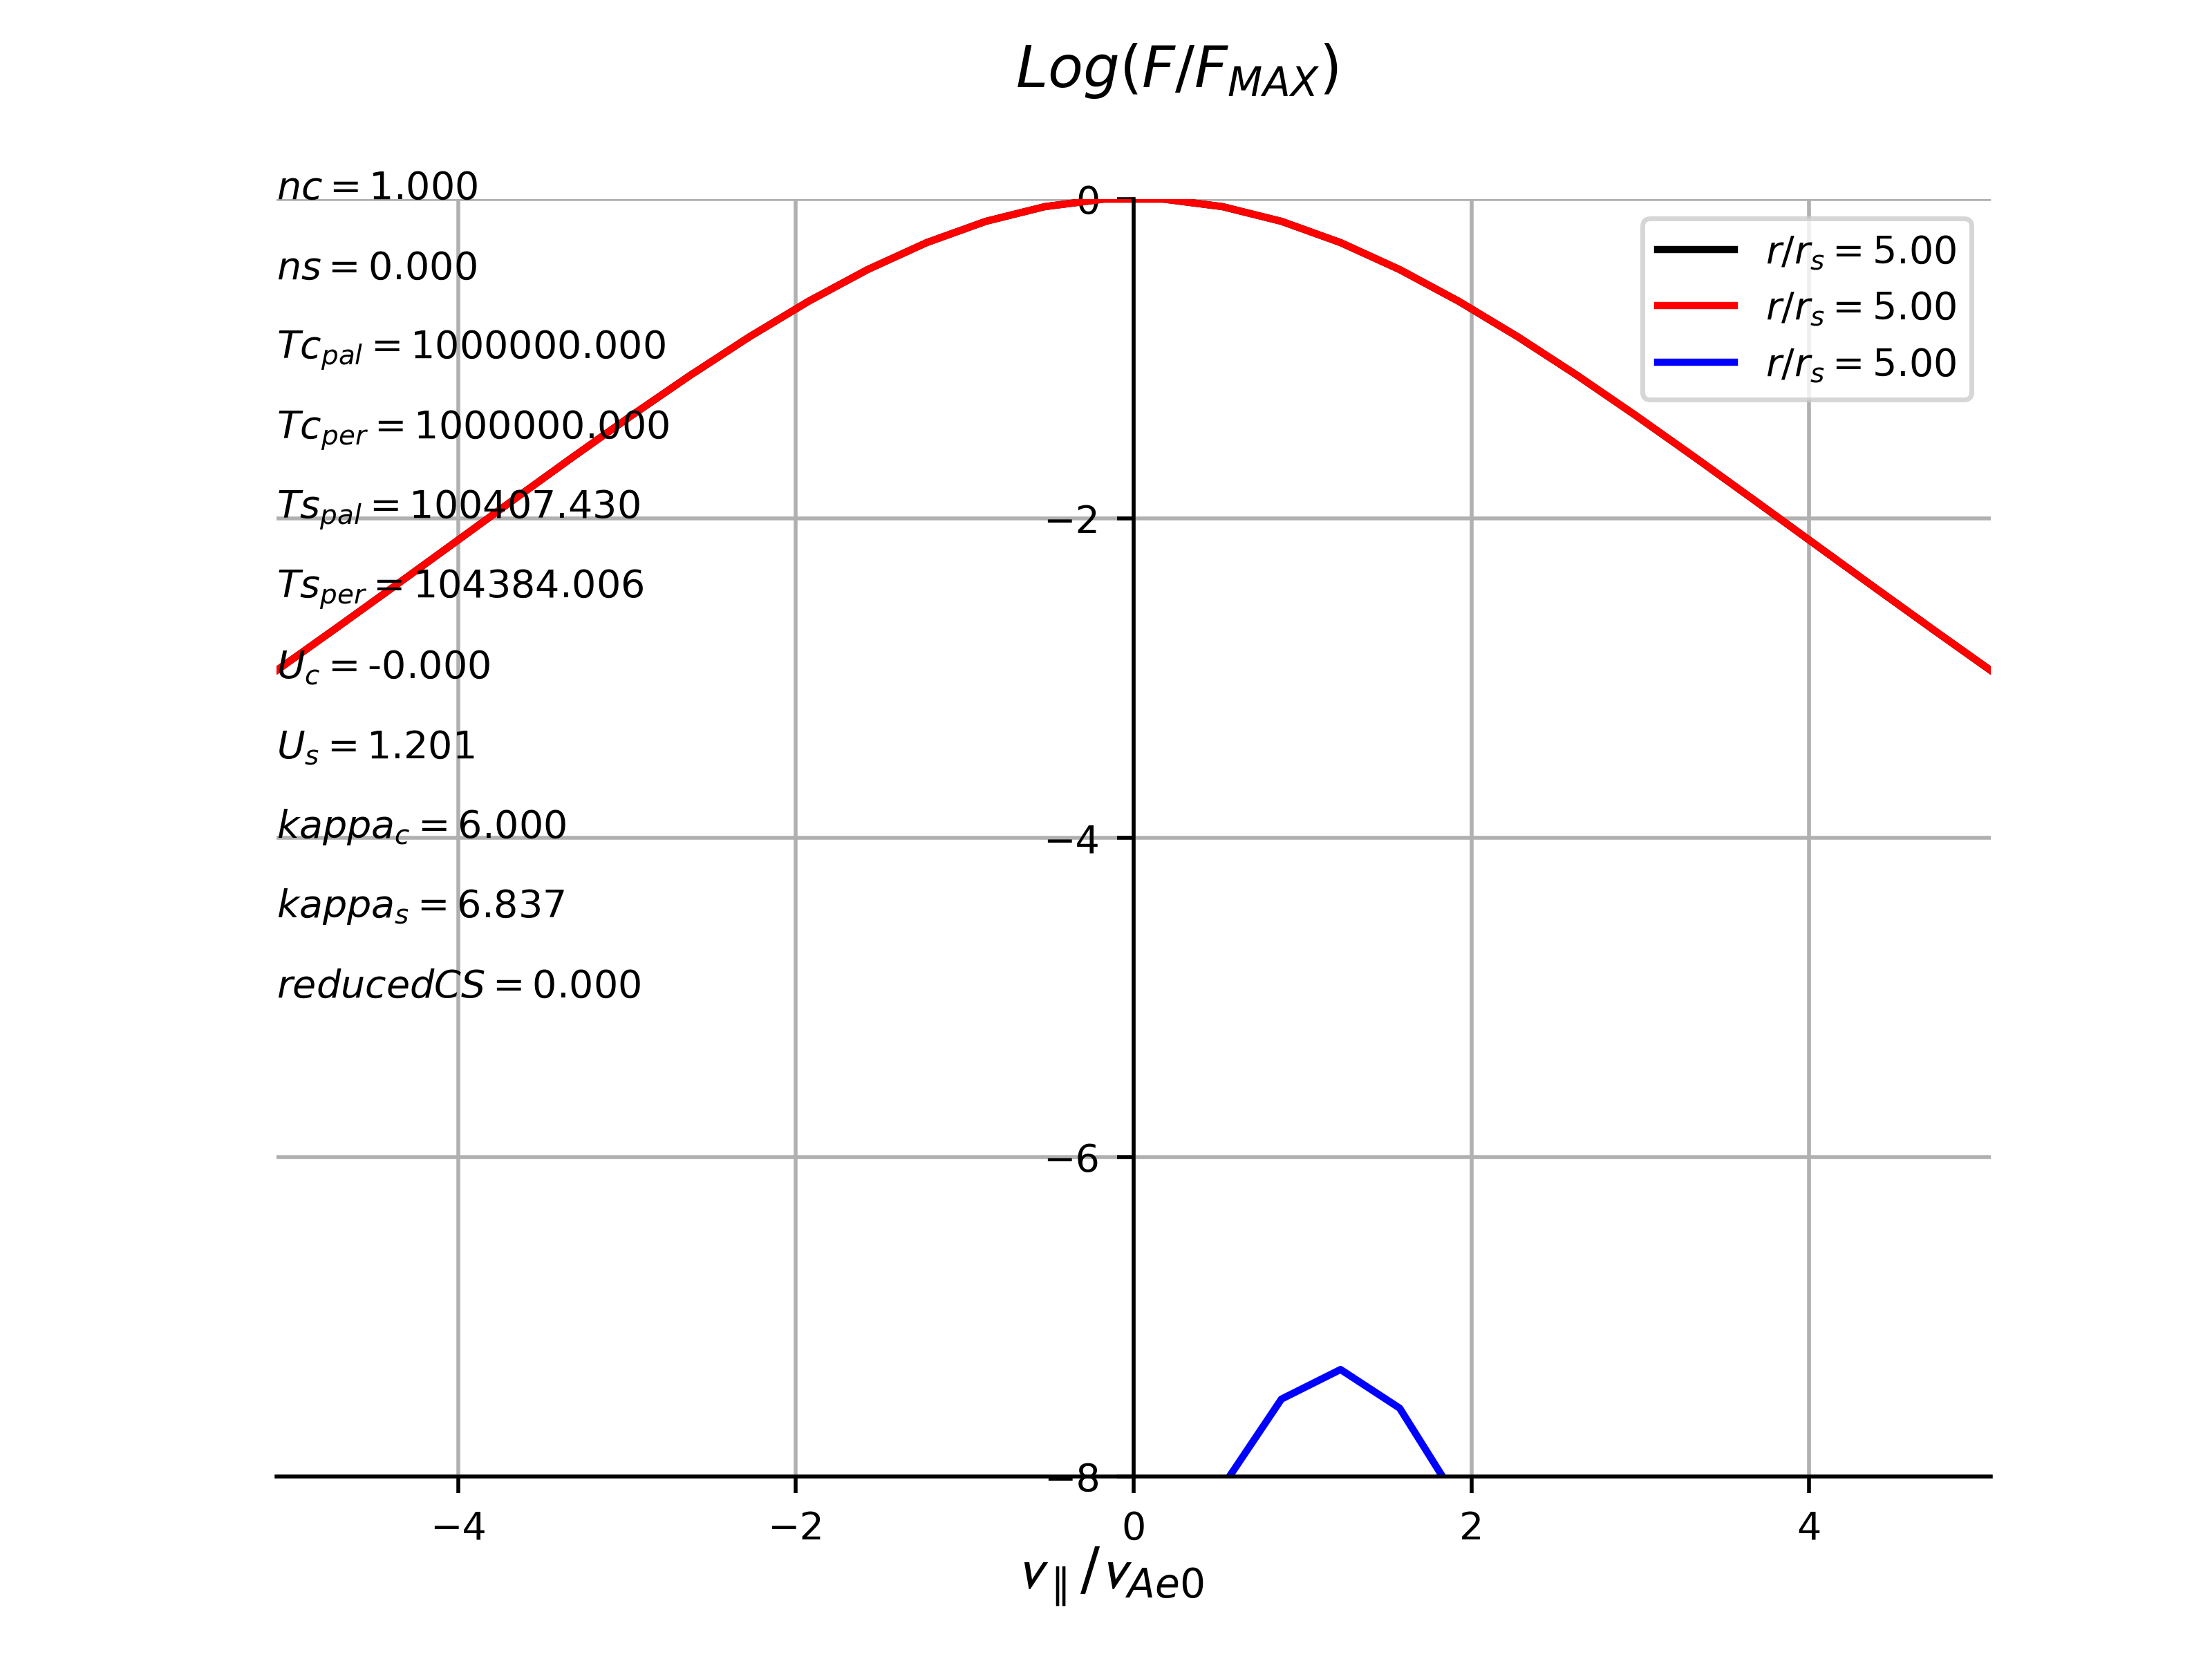 Log(F/F_MAX)
nc = 1.000
ns = 0.000
Tc_pal = 1000000.000
Tc_per = 1000000.000
Ts_pal = 100407.430
Ts_per = 104384.006
U_c = -0.000
U_s = 1.201
kappa_c = 6.000
kappa_s = 6.837
reducedCS = 0.000
r/r_s = 5.00
r/r_s = 5.00
r/r_s = 5.00
0
−2
−4
−6
−8
−4 −2 0 2 4
v_∥/v_Ae0